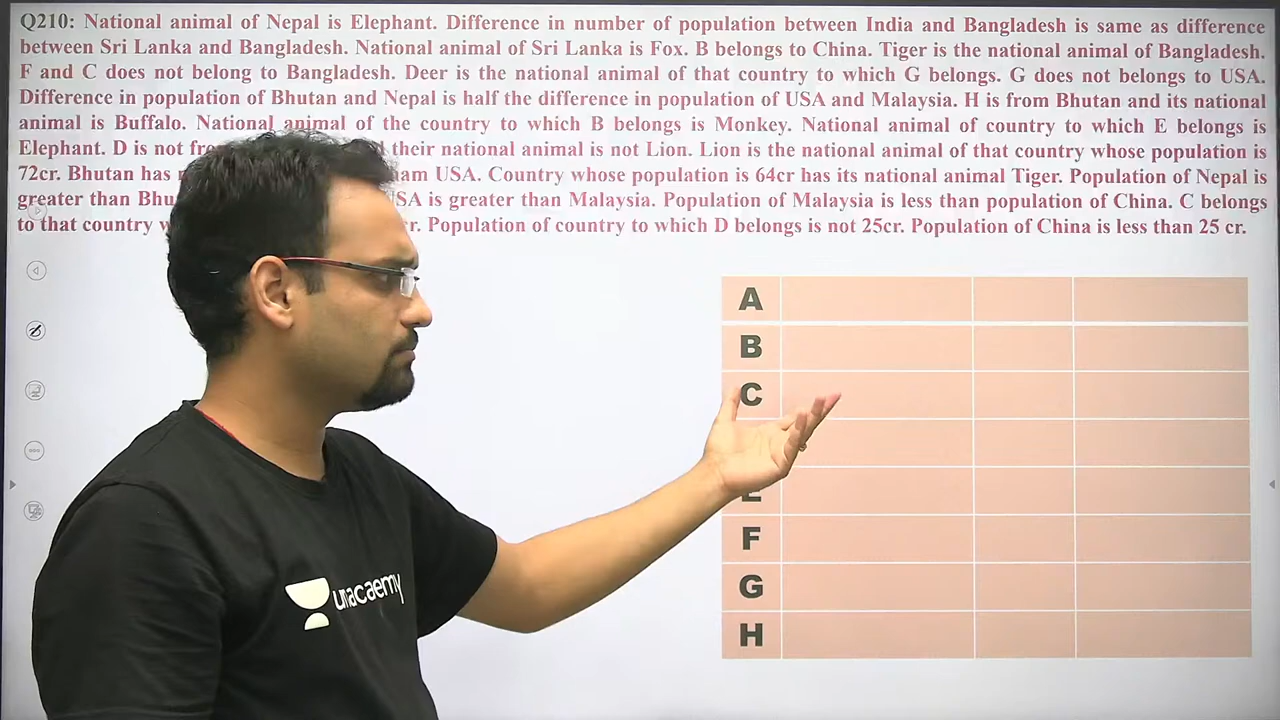 Q210: National animal of Nepal is Elephant. Difference in number of population between India and Bangladesh is same as difference
between Sri Lanka and Bangladesh. National animal of Sri Lanka is Fox. B belongs to China. Tiger is the national animal of Bangladesh.
F and C does not belong to Bangladesh. Deer is the national animal of that country to which G belongs. G does not belongs to USA.
Difference in population of Bhutan and Nepal is half the difference in population of USA and Malaysia. H is from Bhutan and its national
animal is Buffalo. National animal of the country to which B belongs is Monkey. National animal of country to which E belongs is
Elephant. D is not their national animal is not Lion. Lion is the national animal of that country whose population is
72cr. Bhutan has USA. Country whose population is 64cr has its national animal Tiger. Population of Nepal is
greater than is greater than Malaysia. Population of Malaysia is less than population of China. C belongs
to that country Population of country to which D belongs is not 25cr. Population of China is less than 25 cr.
A
B
C
E
F
G
H
unacaemy